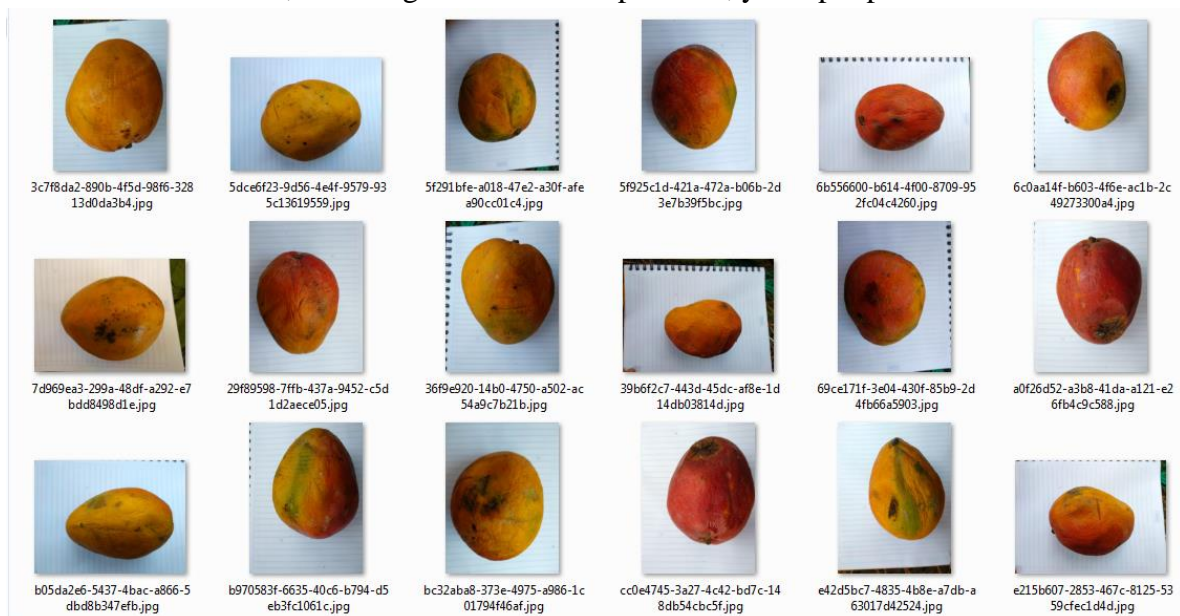 3c7f8da2-890b-4f5d-98f6-328
13d0da3b4.jpg
5dce6f23-9d56-4e4f-9579-93
5c13619559.jpg
5f291bfe-a018-47e2-a30f-afe
a90cc01c4.jpg
5f925c1d-421a-472a-b06b-2d
3e7b39f5bc.jpg
6b556600-b614-4f00-8709-95
2fc04c4260.jpg
6c0aa14f-b603-4f6e-ac1b-2c
49273300a4.jpg
7d969ea3-299a-48df-a292-e7
bdd8498d1e.jpg
29f89598-7ffb-437a-9452-c5d
1d2aece05.jpg
36f9e920-14b0-4750-a502-ac
54a9c7b21b.jpg
39b6f2c7-443d-45dc-af8e-1d
14db03814d.jpg
69ce171f-3e04-430f-85b9-2d
4fb66a5903.jpg
a0f26d52-a3b8-41da-a121-e2
6fb4c9c588.jpg
b05da2e6-5437-4bac-a866-5
dbd8b347efb.jpg
b970583f-6635-40c6-b794-d5
eb3fc1061c.jpg
bc32aba8-373e-4975-a986-1c
01794f46af.jpg
cc0e4745-3a27-4c42-bd7c-14
8db54cbc5f.jpg
e42d5bc7-4835-4b8e-a7db-a
63017d42524.jpg
e215b607-2853-467c-8125-53
59cfec1d4d.jpg